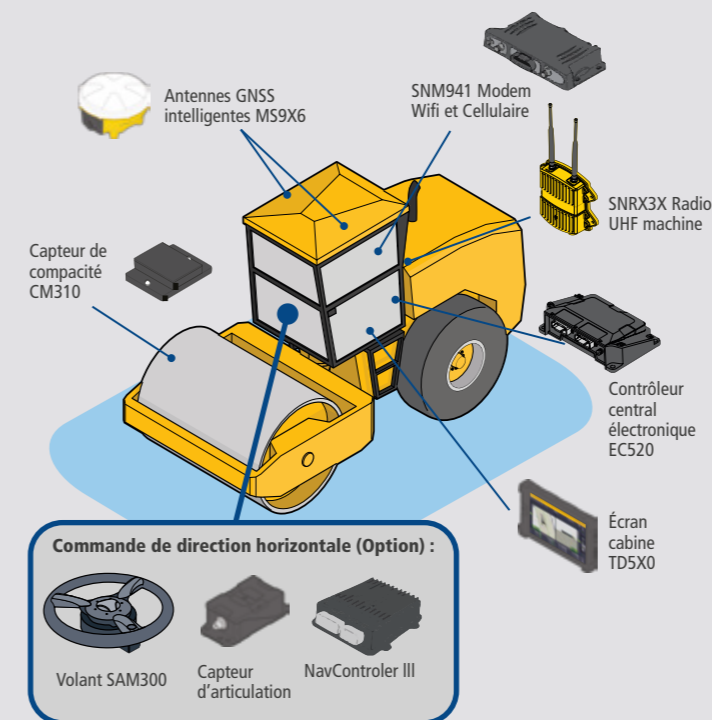 Antennes GNSS
intelligentes MS9X6
SNM941 Modem
Wifi et Cellulaire
SNRX3X Radio
UHF machine
Capteur de
compacité
CM310
Contrôleur
central
électronique
EC520
Écran
cabine
TD5X0
Commande de direction horizontale (Option) :
Volant SAM300
Capteur
d’articulation
NavControler III